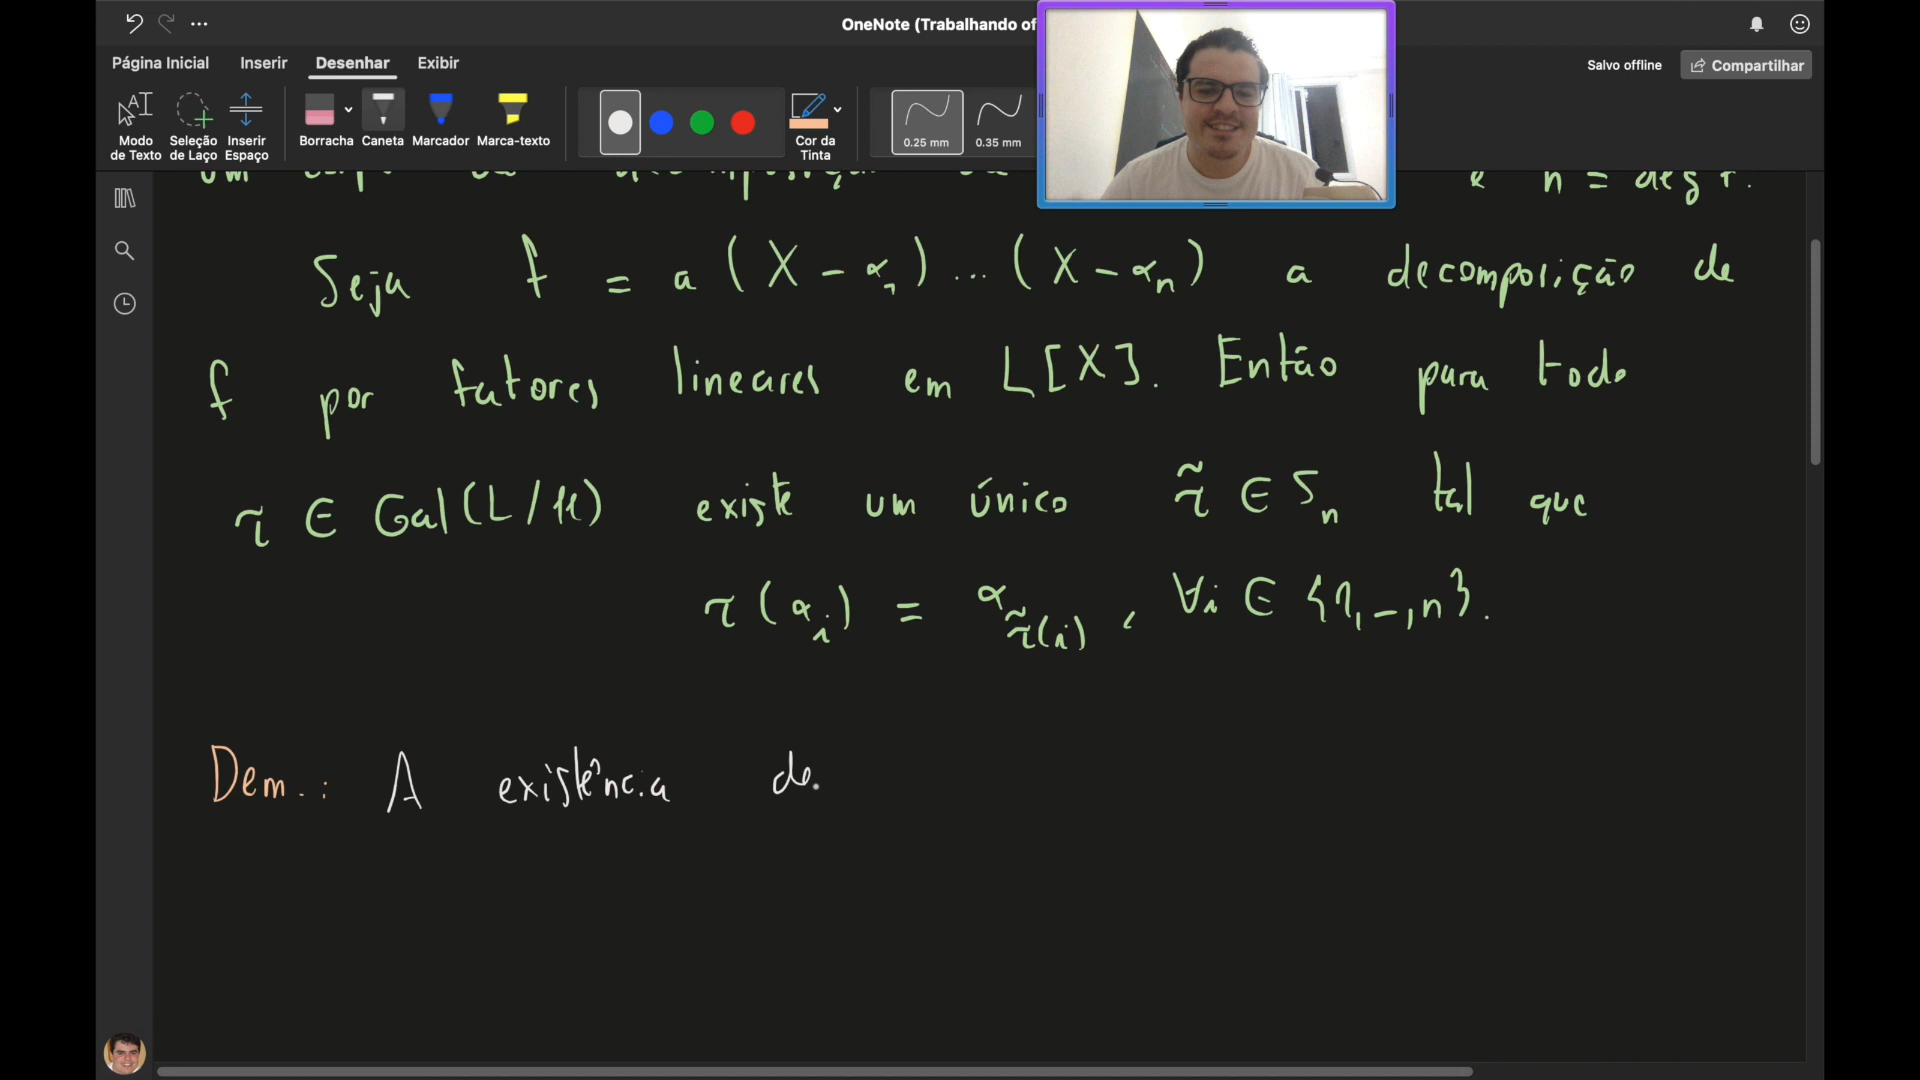 OneNote (Trabalhando of
Página Inicial Inserir Desenhar Exibir
Salvo offline Compartilhar
Modo de Texto
Seleção de Laço
Inserir Espaço
Borracha Caneta Marcador Marca-texto
Cor da Tinta
0.25 mm 0.35 mm
um e n = deg f.
Seja f = a (X - α₁) ... (X - αₙ) a decomposição de
f por fatores lineares em L[X]. Então para todo
τ ∈ Gal(L/K) existe um único τ̃ ∈ Sₙ tal que
τ(αᵢ) = α_τ̃(i), ∀i ∈ {1, _, n}.
Dem.: A existência de